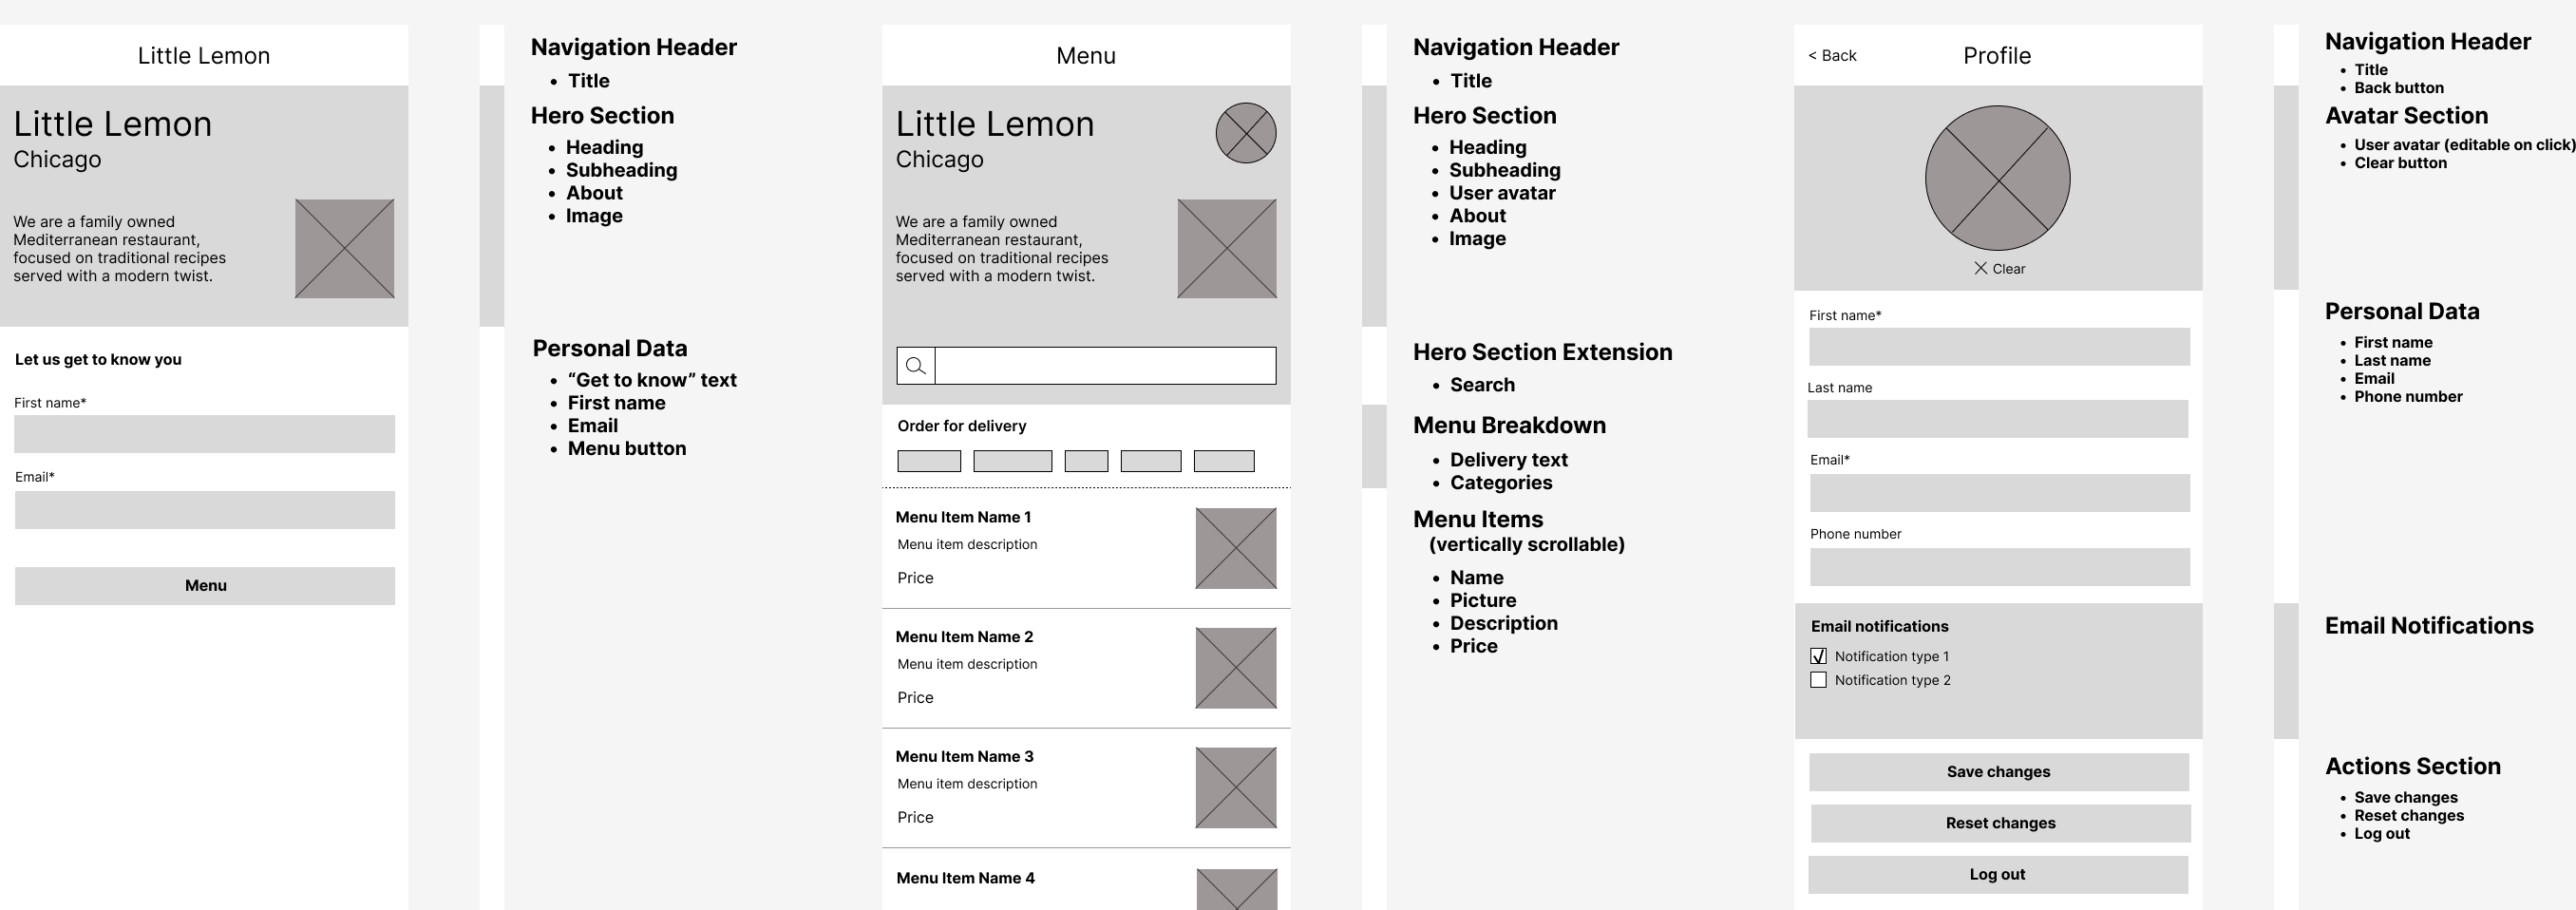 Little Lemon
Little Lemon
Chicago
We are a family owned
Mediterranean restaurant,
focused on traditional recipes
served with a modern twist.
Let us get to know you
First name*
Email*
Menu
Navigation Header
• Title
Hero Section
• Heading
• Subheading
• About
• Image
Personal Data
• “Get to know” text
• First name
• Email
• Menu button
Menu
Little Lemon
Chicago
We are a family owned
Mediterranean restaurant,
focused on traditional recipes
served with a modern twist.
Order for delivery
Menu Item Name 1
Menu item description
Price
Menu Item Name 2
Menu item description
Price
Menu Item Name 3
Menu item description
Price
Menu Item Name 4
Navigation Header
• Title
Hero Section
• Heading
• Subheading
• User avatar
• About
• Image
Hero Section Extension
• Search
Menu Breakdown
• Delivery text
• Categories
Menu Items
(vertically scrollable)
• Name
• Picture
• Description
• Price
< Back
Profile
Clear
First name*
Last name
Email*
Phone number
Email notifications
Notification type 1
Notification type 2
Save changes
Reset changes
Log out
Navigation Header
• Title
• Back button
Avatar Section
• User avatar (editable on click)
• Clear button
Personal Data
• First name
• Last name
• Email
• Phone number
Email Notifications
Actions Section
• Save changes
• Reset changes
• Log out